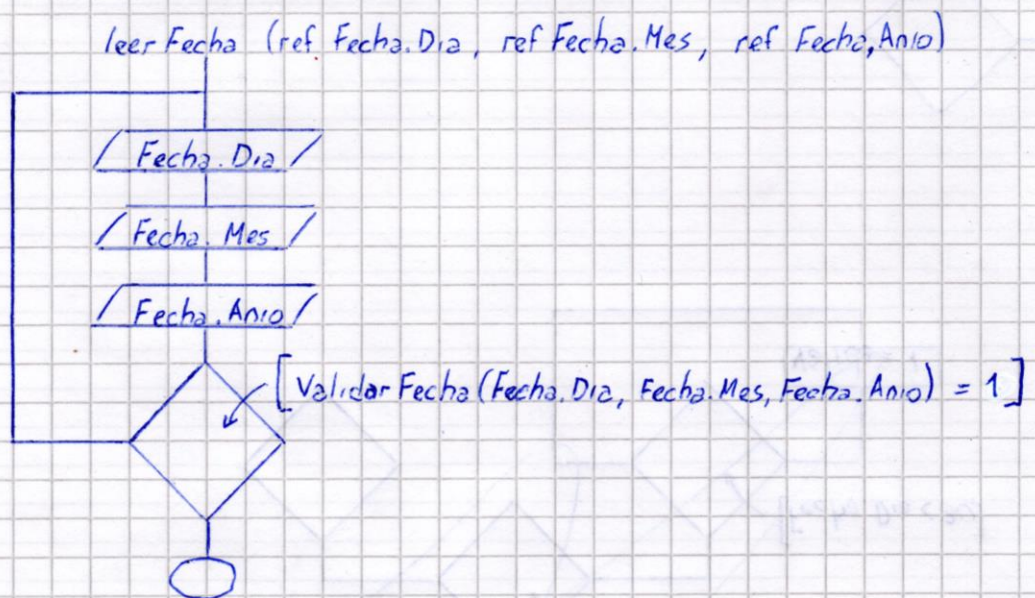 leer Fecha (ref Fecha.Dia, ref Fecha.Mes, ref Fecha,Anio)
Fecha.Dia
Fecha.Mes
Fecha.Anio
[Validar Fecha(Fecha.Dia, Fecha.Mes, Fecha.Anio) = 1]